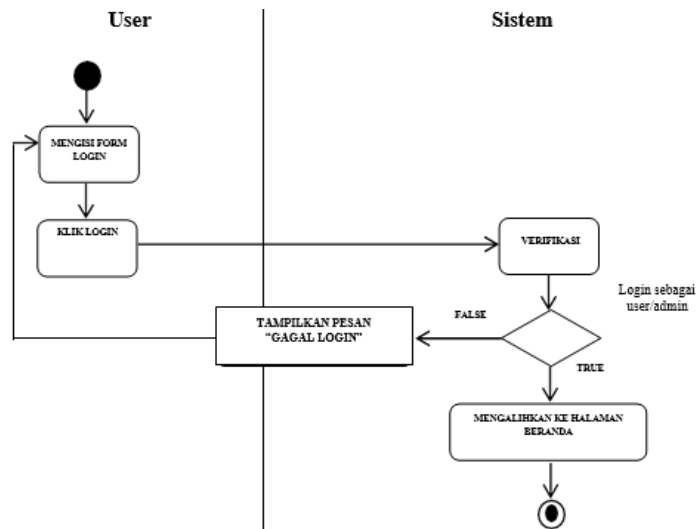 User
Sistem
MENGISI FORM
LOGIN
KLIK LOGIN
VERIFIKASI
Login sebagai
user/admin
FALSE
TAMPILKAN PESAN
“GAGAL LOGIN”
TRUE
MENGALIHKAN KE HALAMAN
BERANDA